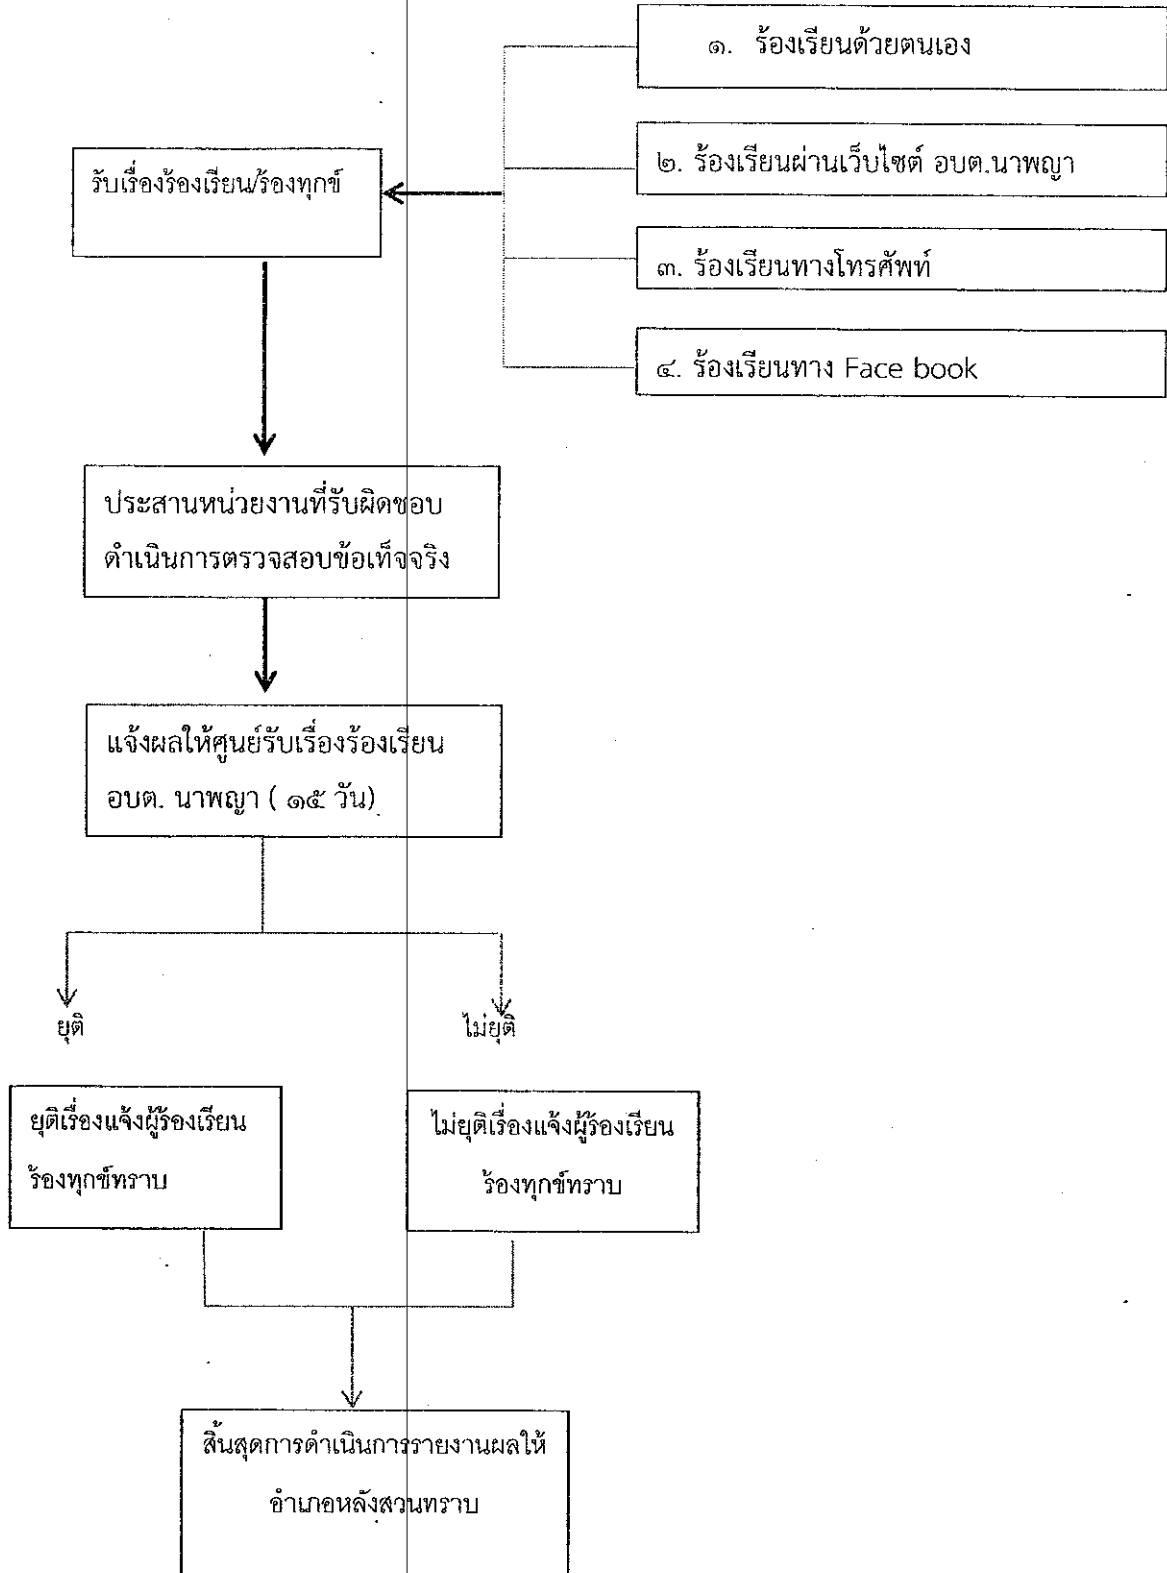 ๑. ร้องเรียนด้วยตนเอง
รับเรื่องร้องเรียน/ร้องทุกข์
๒. ร้องเรียนผ่านเว็บไซต์ อบต.นาพญา
๓. ร้องเรียนทางโทรศัพท์
๔. ร้องเรียนทาง Face book
ประสานหน่วยงานที่รับผิดชอบ
ดำเนินการตรวจสอบข้อเท็จจริง
แจ้งผลให้ศูนย์รับเรื่องร้องเรียน
อบต. นาพญา ( ๑๕ วัน)
ยุติ
ไม่ยุติ
ยุติเรื่องแจ้งผู้ร้องเรียน
ร้องทุกข์ทราบ
ไม่ยุติเรื่องแจ้งผู้ร้องเรียน
ร้องทุกข์ทราบ
สิ้นสุดการดำเนินการรายงานผลให้
อำเภอหลังสวนทราบ